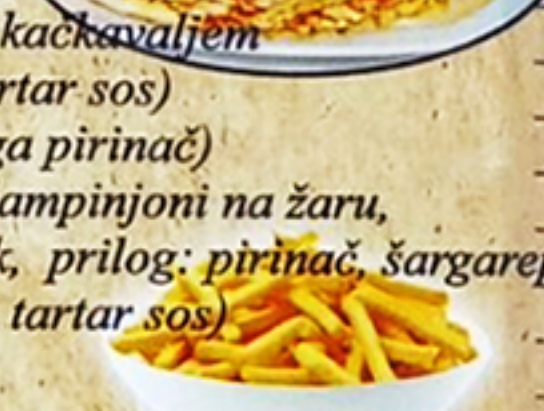 kačkavaljem
rtar sos)
ga pirinač)
ampinjoni na žaru,
k, prilog: pirinač, šargarep
tartar sos)